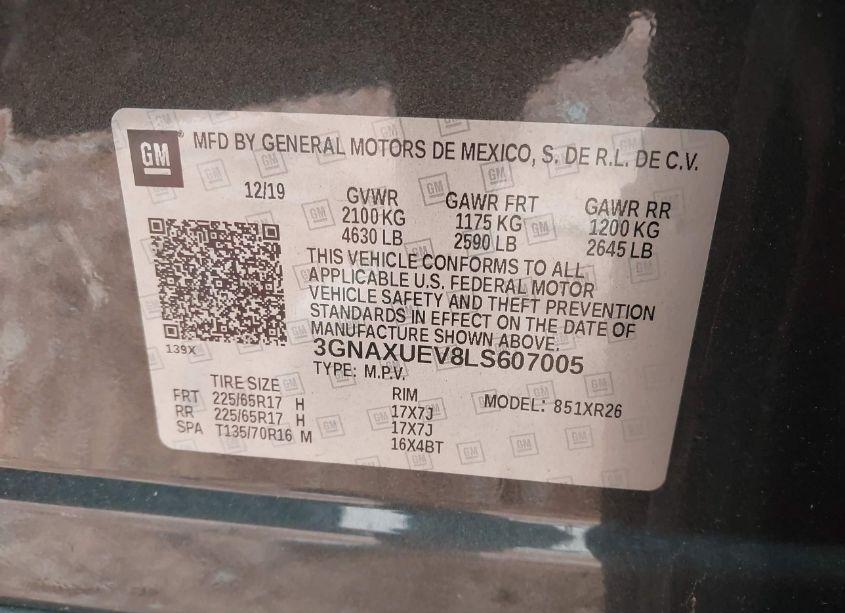 GM MFD BY GENERAL MOTORS DE MEXICO, S. DE R.L. DE C.V.
12/19 GVWR GAWR FRT GAWR RR
2100 KG 1175 KG 1200 KG
4630 LB 2590 LB 2645 LB
THIS VEHICLE CONFORMS TO ALL
APPLICABLE U.S. FEDERAL MOTOR
VEHICLE SAFETY AND THEFT PREVENTION
STANDARDS IN EFFECT ON THE DATE OF
MANUFACTURE SHOWN ABOVE.
139X
3GNAXUEV8LS607005
TYPE: M.P.V.
TIRE SIZE RIM MODEL: 851XR26
FRT 225/65R17 H 17X7J
RR 225/65R17 H 17X7J
SPA T135/70R16 M 16X4BT